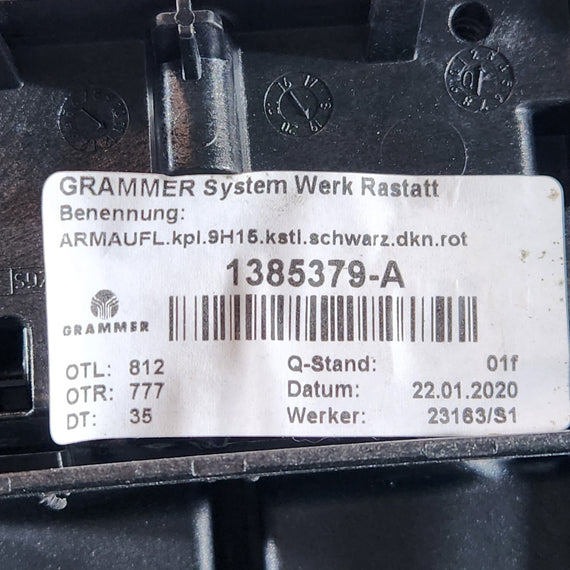 GRAMMER System Werk Rastatt
Benennung:
ARMAUFL.kpl.9H15.kstl.schwarz.dkn.rot
1385379-A
GRAMMER
OTL: 812
Q-Stand: 01f
OTR: 777
Datum: 22.01.2020
DT: 35
Werker: 23163/S1